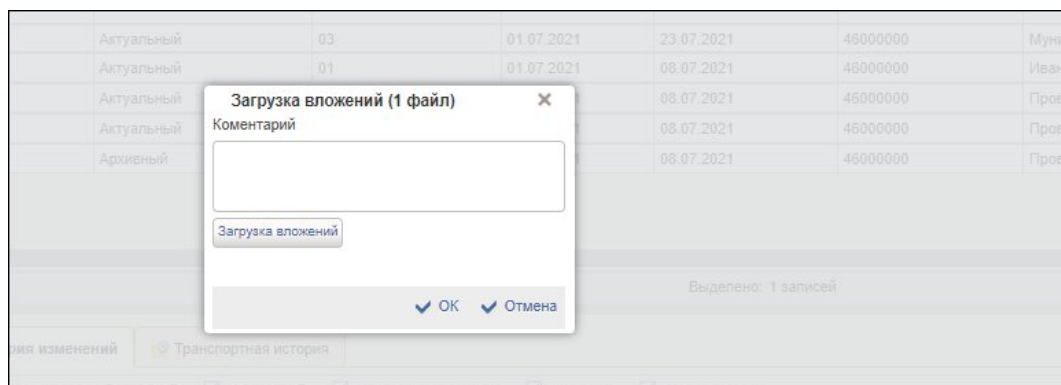 Актуальный 03 01.07.2021 23.07.2021 46000000
Актуальный 01 01.07.2021 08.07.2021 46000000
Загрузка вложений (1 файл)
Актуальный 08.07.2021 46000000
Коментарий
Актуальный 08.07.2021 46000000
Архивный 08.07.2021 46000000
Загрузка вложений
Выделено: 1 записей
ОК Отмена
изменений Транспортная история